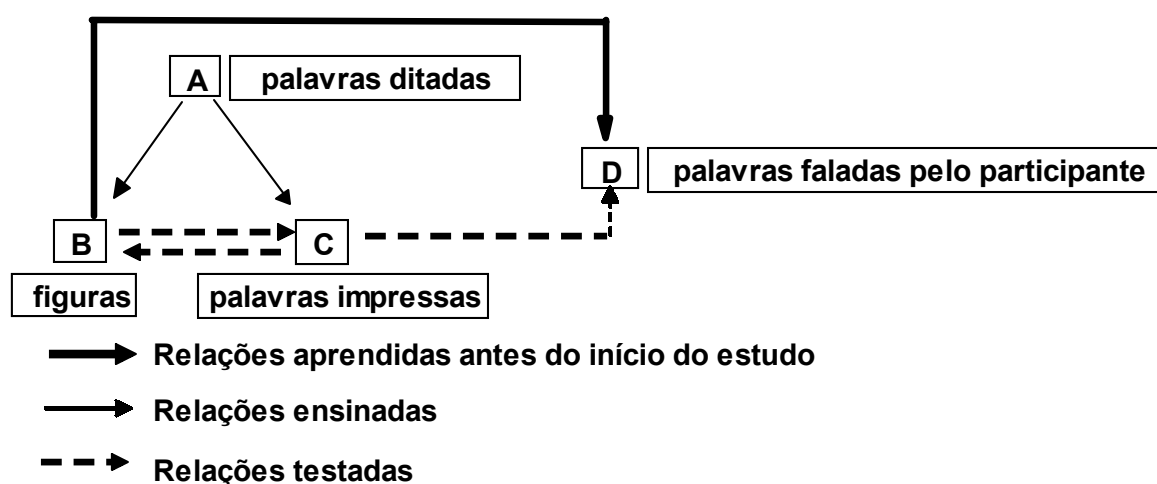 A palavras ditadas
D palavras faladas pelo participante
B C
figuras palavras impressas
Relações aprendidas antes do início do estudo
Relações ensinadas
Relações testadas